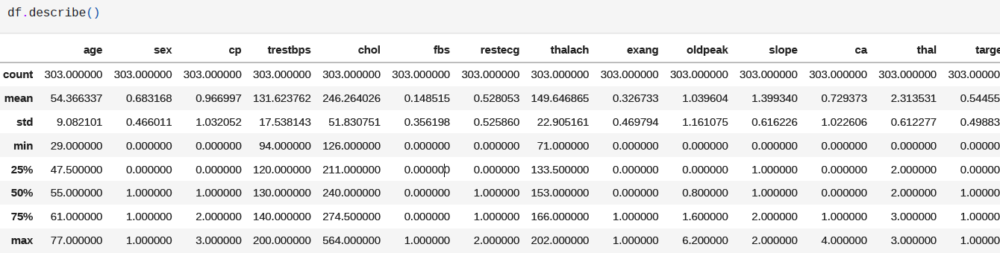 df.describe()
age sex cp trestbps chol fbs restecg thalach exang oldpeak slope ca thal targe
count 303.000000 303.000000 303.000000 303.000000 303.000000 303.000000 303.000000 303.000000 303.000000 303.000000 303.000000 303.000000 303.000000 303.00000
mean 54.366337 0.683168 0.966997 131.623762 246.264026 0.148515 0.528053 149.646865 0.326733 1.039604 1.399340 0.729373 2.313531 0.54455
std 9.082101 0.466011 1.032052 17.538143 51.830751 0.356198 0.525860 22.905161 0.469794 1.161075 0.616226 1.022606 0.612277 0.49883
min 29.000000 0.000000 0.000000 94.000000 126.000000 0.000000 0.000000 71.000000 0.000000 0.000000 0.000000 0.000000 0.000000 0.00000
25% 47.500000 0.000000 0.000000 120.000000 211.000000 0.000000 0.000000 133.500000 0.000000 0.000000 1.000000 0.000000 2.000000 0.00000
50% 55.000000 1.000000 1.000000 130.000000 240.000000 0.000000 1.000000 153.000000 0.000000 0.800000 1.000000 0.000000 2.000000 1.00000
75% 61.000000 1.000000 2.000000 140.000000 274.500000 0.000000 1.000000 166.000000 1.000000 1.600000 2.000000 1.000000 3.000000 1.00000
max 77.000000 1.000000 3.000000 200.000000 564.000000 1.000000 2.000000 202.000000 1.000000 6.200000 2.000000 4.000000 3.000000 1.00000